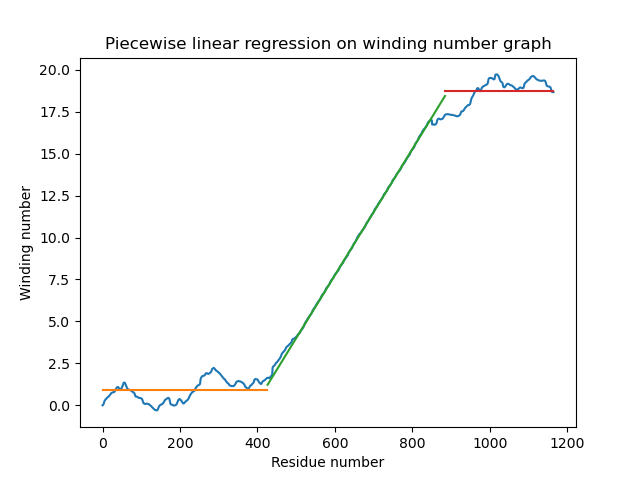 Piecewise linear regression on winding number graph
20.0
17.5
15.0
12.5
10.0
7.5
5.0
2.5
0.0
Winding number
0 200 400 600 800 1000 1200
Residue number